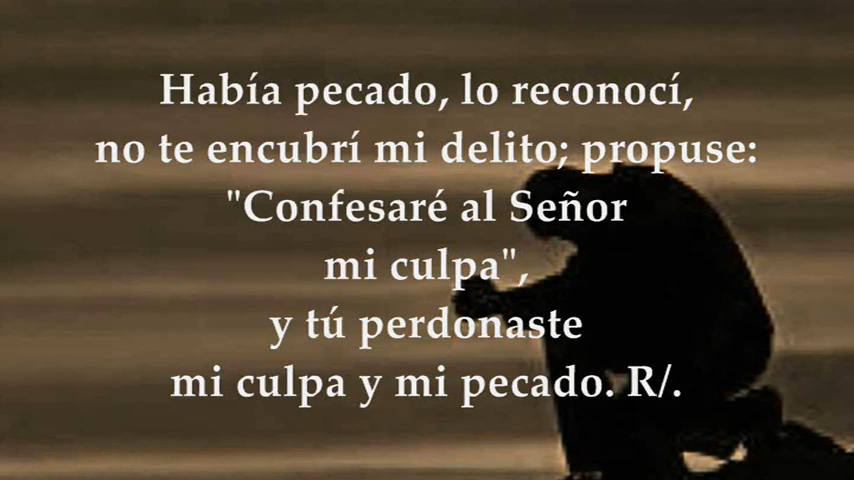 Había pecado, lo reconocí,
no te encubrí mi delito; propuse:
"Confesaré al Señor
mi culpa",
y tú perdonaste
mi culpa y mi pecado. R/.